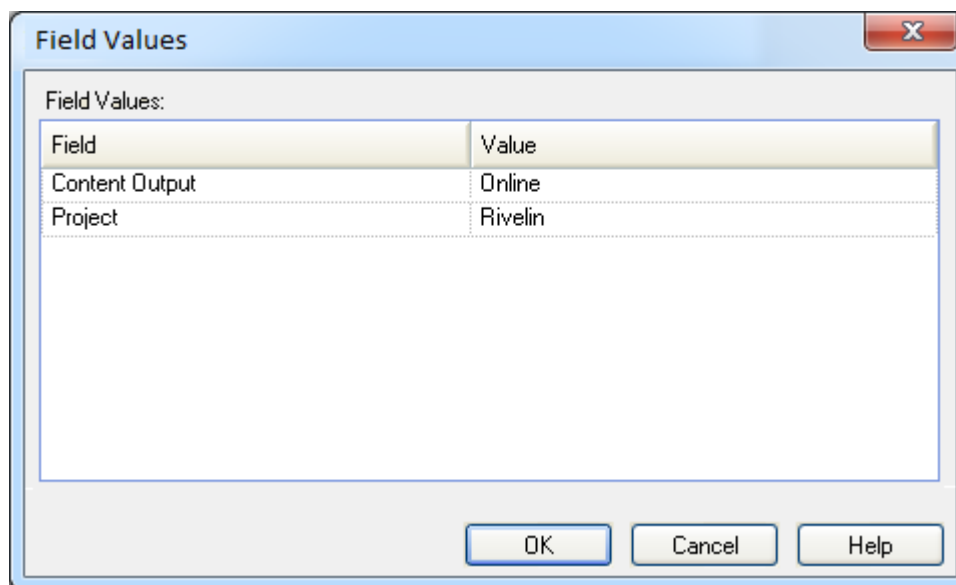 Field Values
Field Values:
Field Value
Content Output Online
Project Rivelin
OK Cancel Help